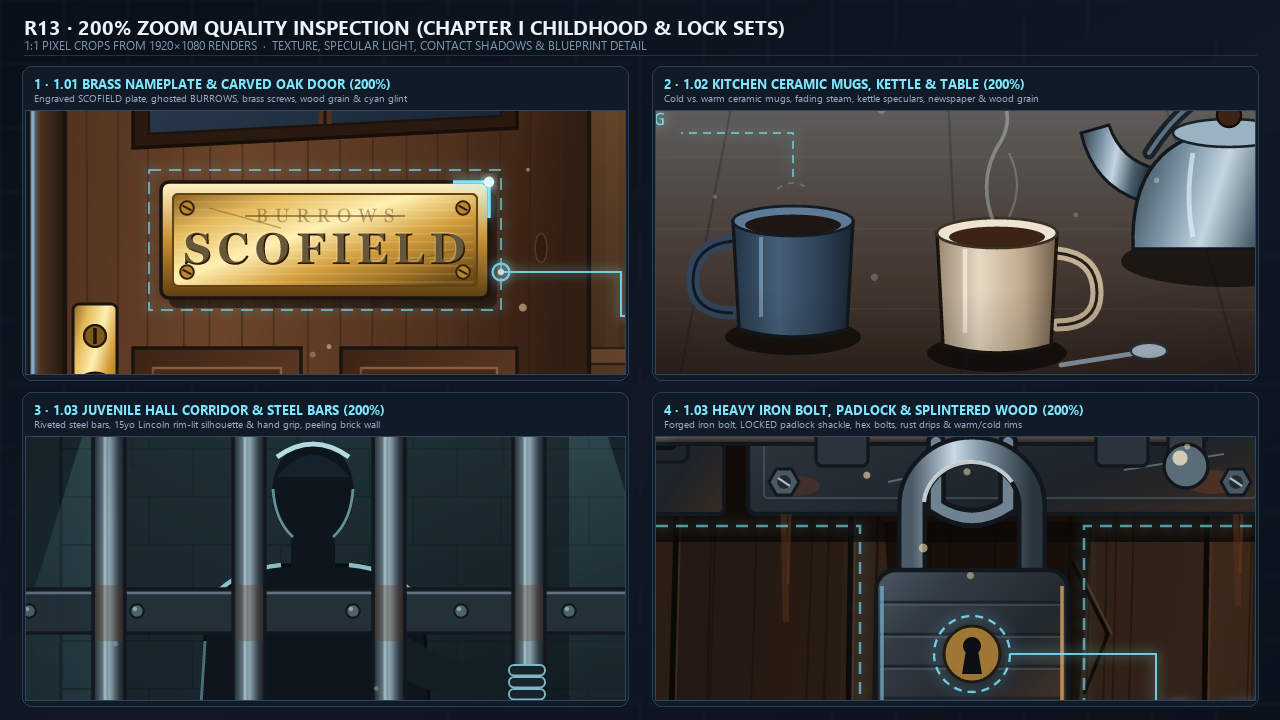 R13 · 200% ZOOM QUALITY INSPECTION (CHAPTER I CHILDHOOD & LOCK SETS)
1:1 PIXEL CROPS FROM 1920×1080 RENDERS · TEXTURE, SPECULAR LIGHT, CONTACT SHADOWS & BLUEPRINT DETAIL
1 · 1.01 BRASS NAMEPLATE & CARVED OAK DOOR (200%)
Engraved SCOFIELD plate, ghosted BURROWS, brass screws, wood grain & cyan glint
BURROWS
SCOFIELD
2 · 1.02 KITCHEN CERAMIC MUGS, KETTLE & TABLE (200%)
Cold vs. warm ceramic mugs, fading steam, kettle speculars, newspaper & wood grain
G
3 · 1.03 JUVENILE HALL CORRIDOR & STEEL BARS (200%)
Riveted steel bars, 15yo Lincoln rim-lit silhouette & hand grip, peeling brick wall
4 · 1.03 HEAVY IRON BOLT, PADLOCK & SPLINTERED WOOD (200%)
Forged iron bolt, LOCKED padlock shackle, hex bolts, rust drips & warm/cold rims